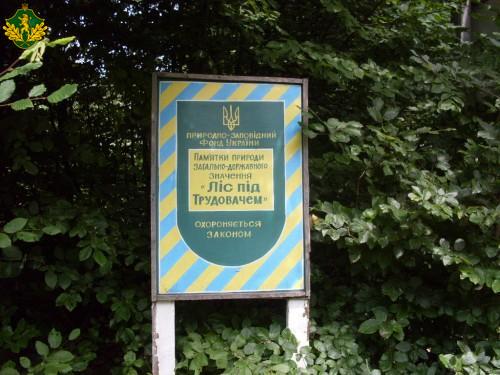 Природно-заповідний
Фонд України
Пам'ятки природи
Загально-державного
значення
"Ліс під
Трудовачем"
охороняється
законом